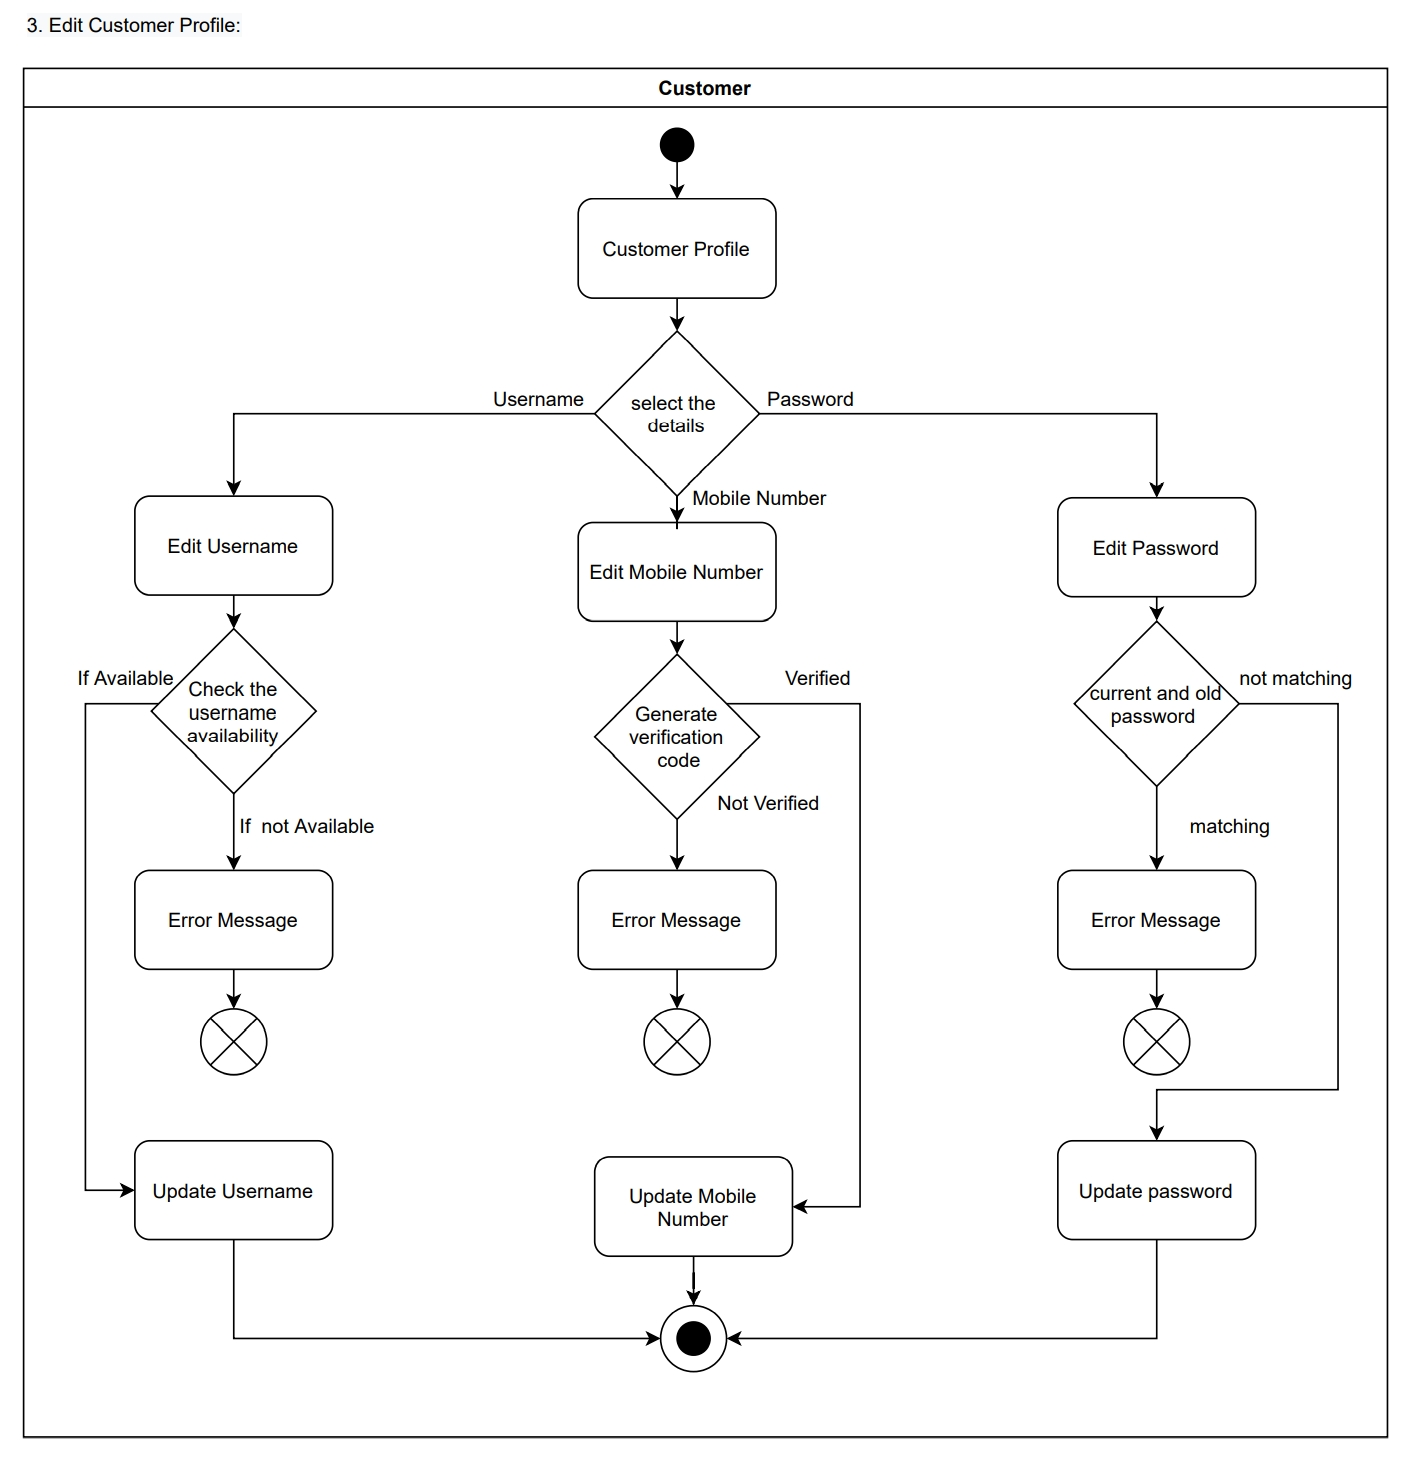 3. Edit Customer Profile:
Customer
Customer Profile
Username
select the
details
Password
Mobile Number
Edit Username
Edit Mobile Number
Edit Password
If Available
Check the
username
availability
Verified
Generate
verification
code
not matching
current and old
password
Not Verified
If  not Available
matching
Error Message
Error Message
Error Message
Update Username
Update Mobile
Number
Update password